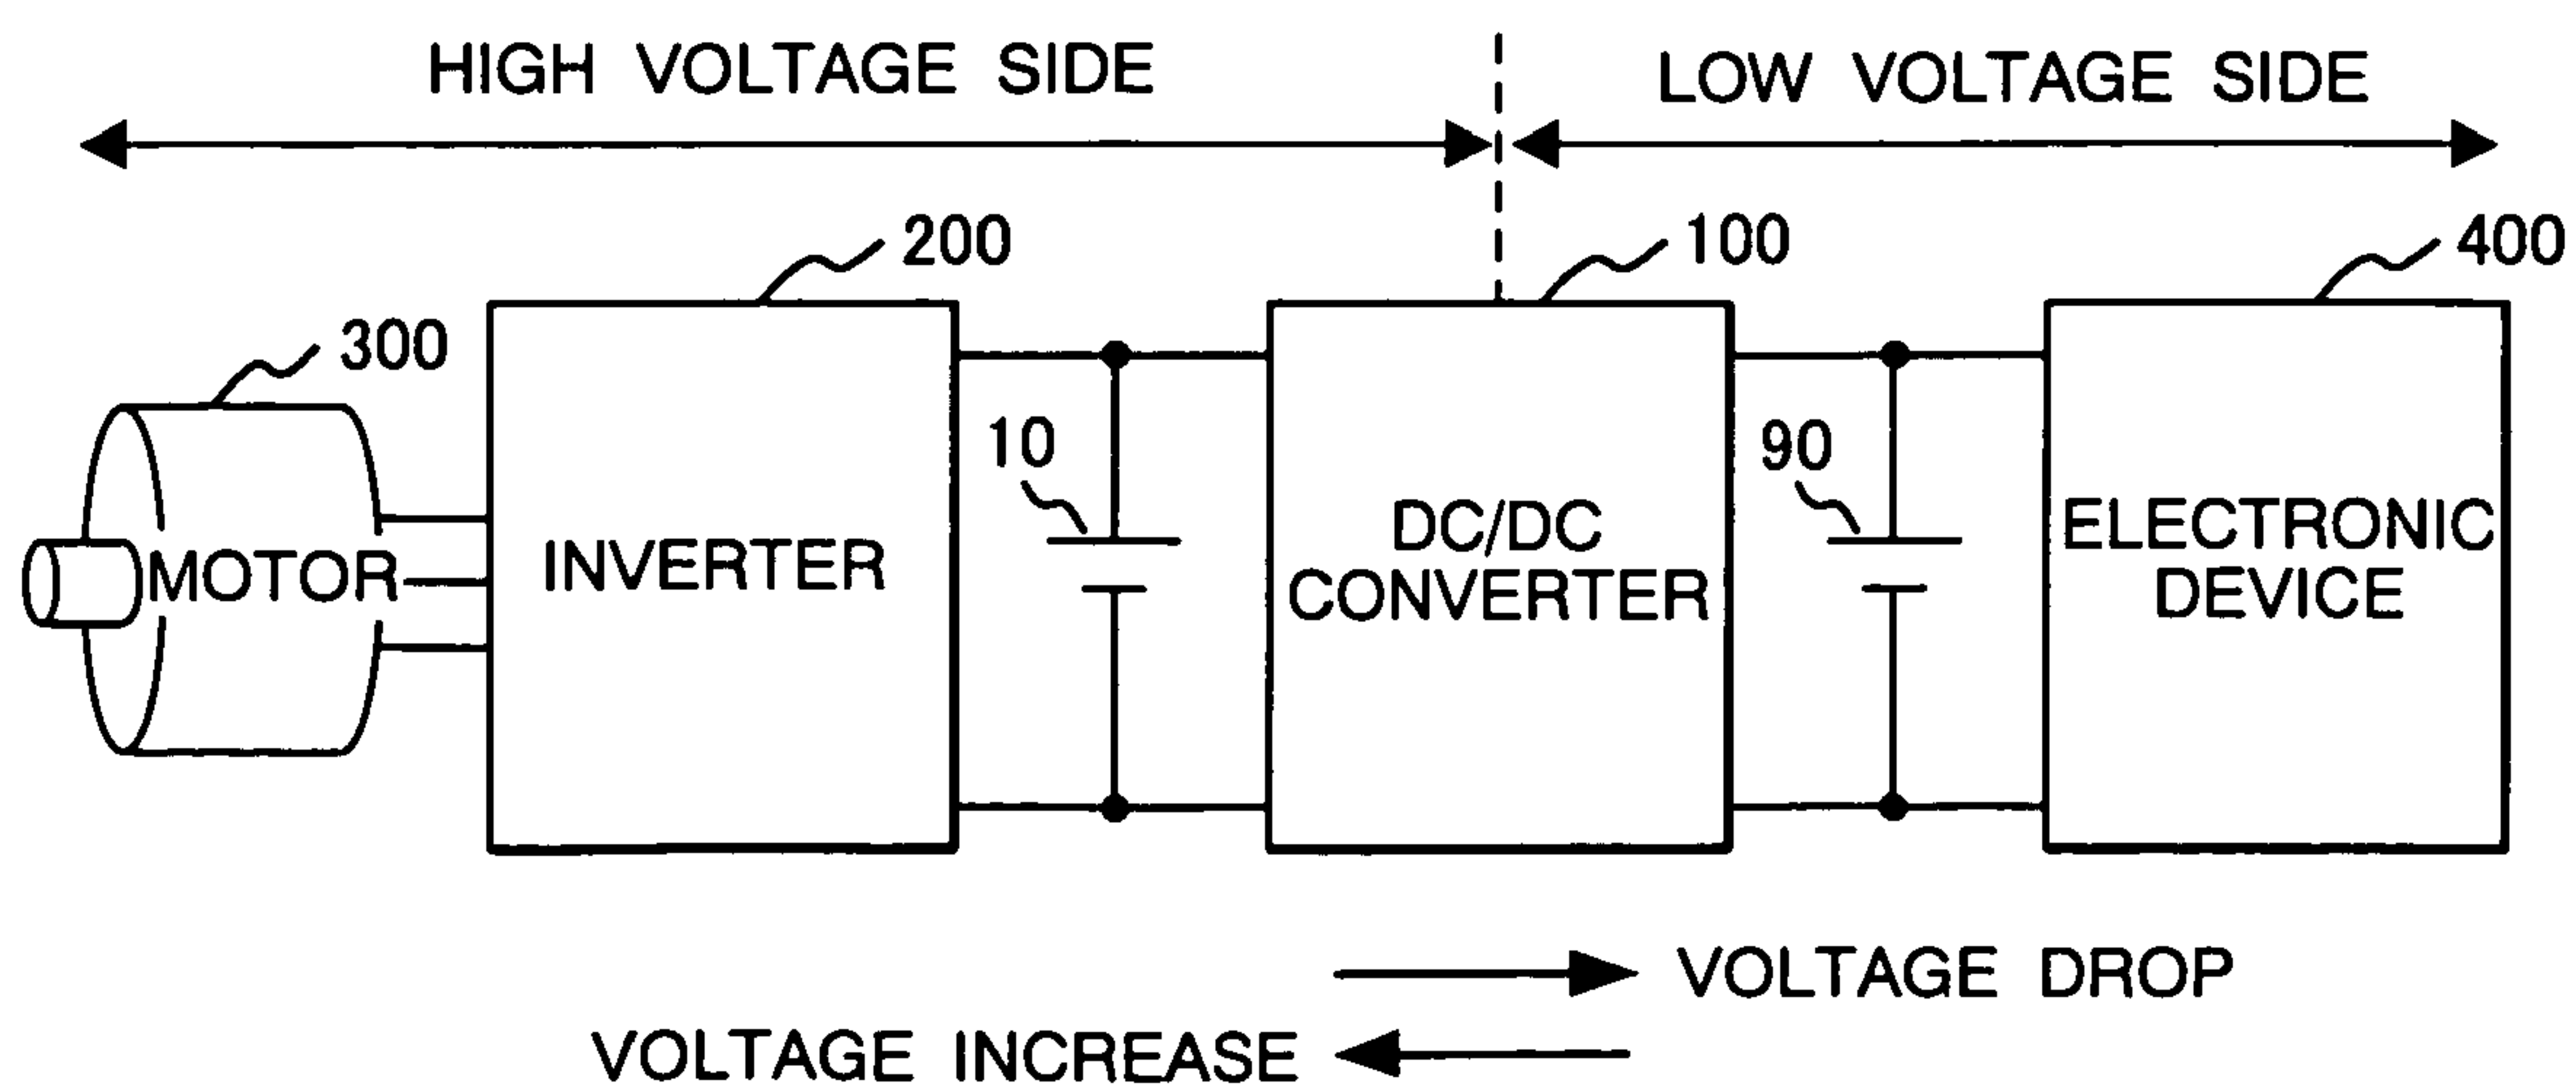 HIGH VOLTAGE SIDE
LOW VOLTAGE SIDE
200
100
400
300
10
90
MOTOR
INVERTER
DC/DC
CONVERTER
ELECTRONIC
DEVICE
VOLTAGE DROP
VOLTAGE INCREASE